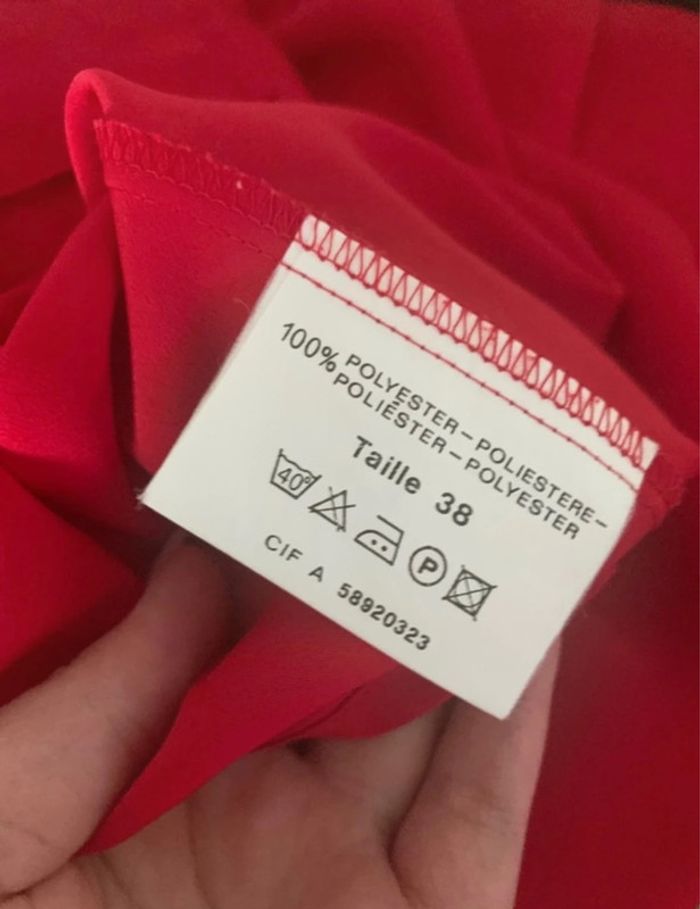 100% POLYESTER-POLIESTERE-
POLIÉSTER-POLYESTER
Taille 38
40° P
CIF A 58920323